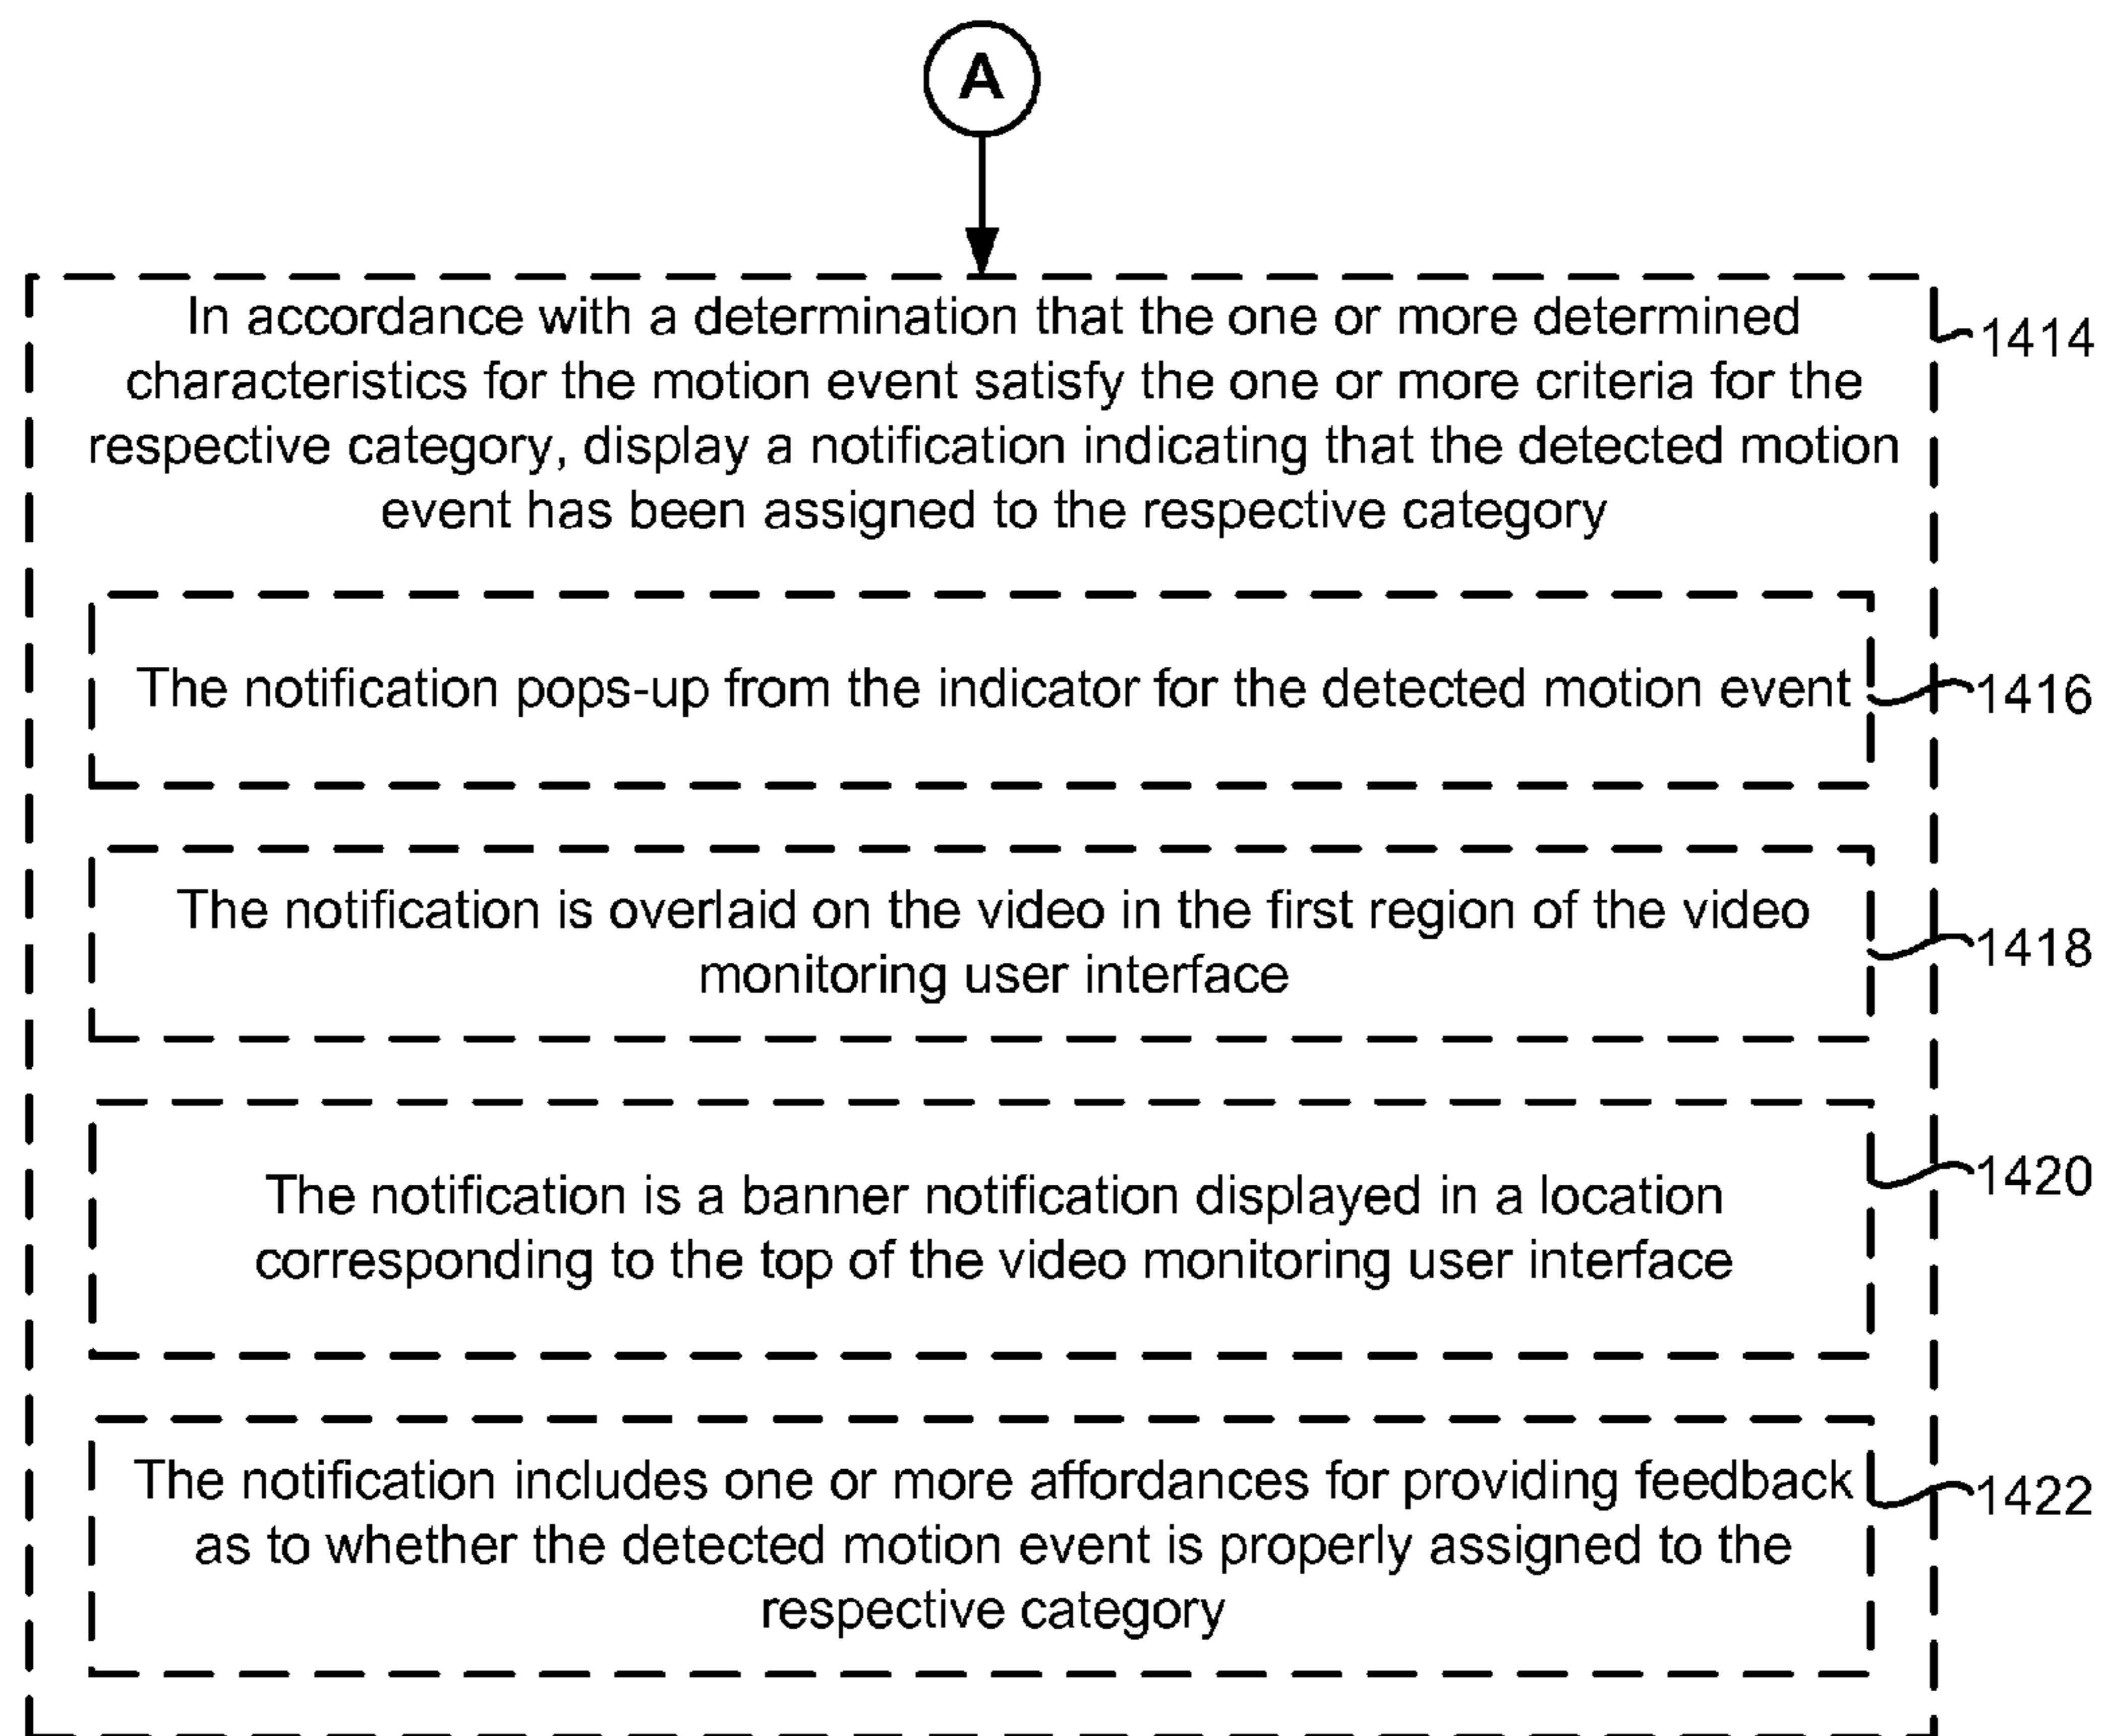 A
In accordance with a determination that the one or more determined
characteristics for the motion event satisfy the one or more criteria for the
respective category, display a notification indicating that the detected motion
event has been assigned to the respective category
1414
The notification pops-up from the indicator for the detected motion event
1416
The notification is overlaid on the video in the first region of the video
monitoring user interface
1418
The notification is a banner notification displayed in a location
corresponding to the top of the video monitoring user interface
1420
The notification includes one or more affordances for providing feedback
as to whether the detected motion event is properly assigned to the
respective category
1422